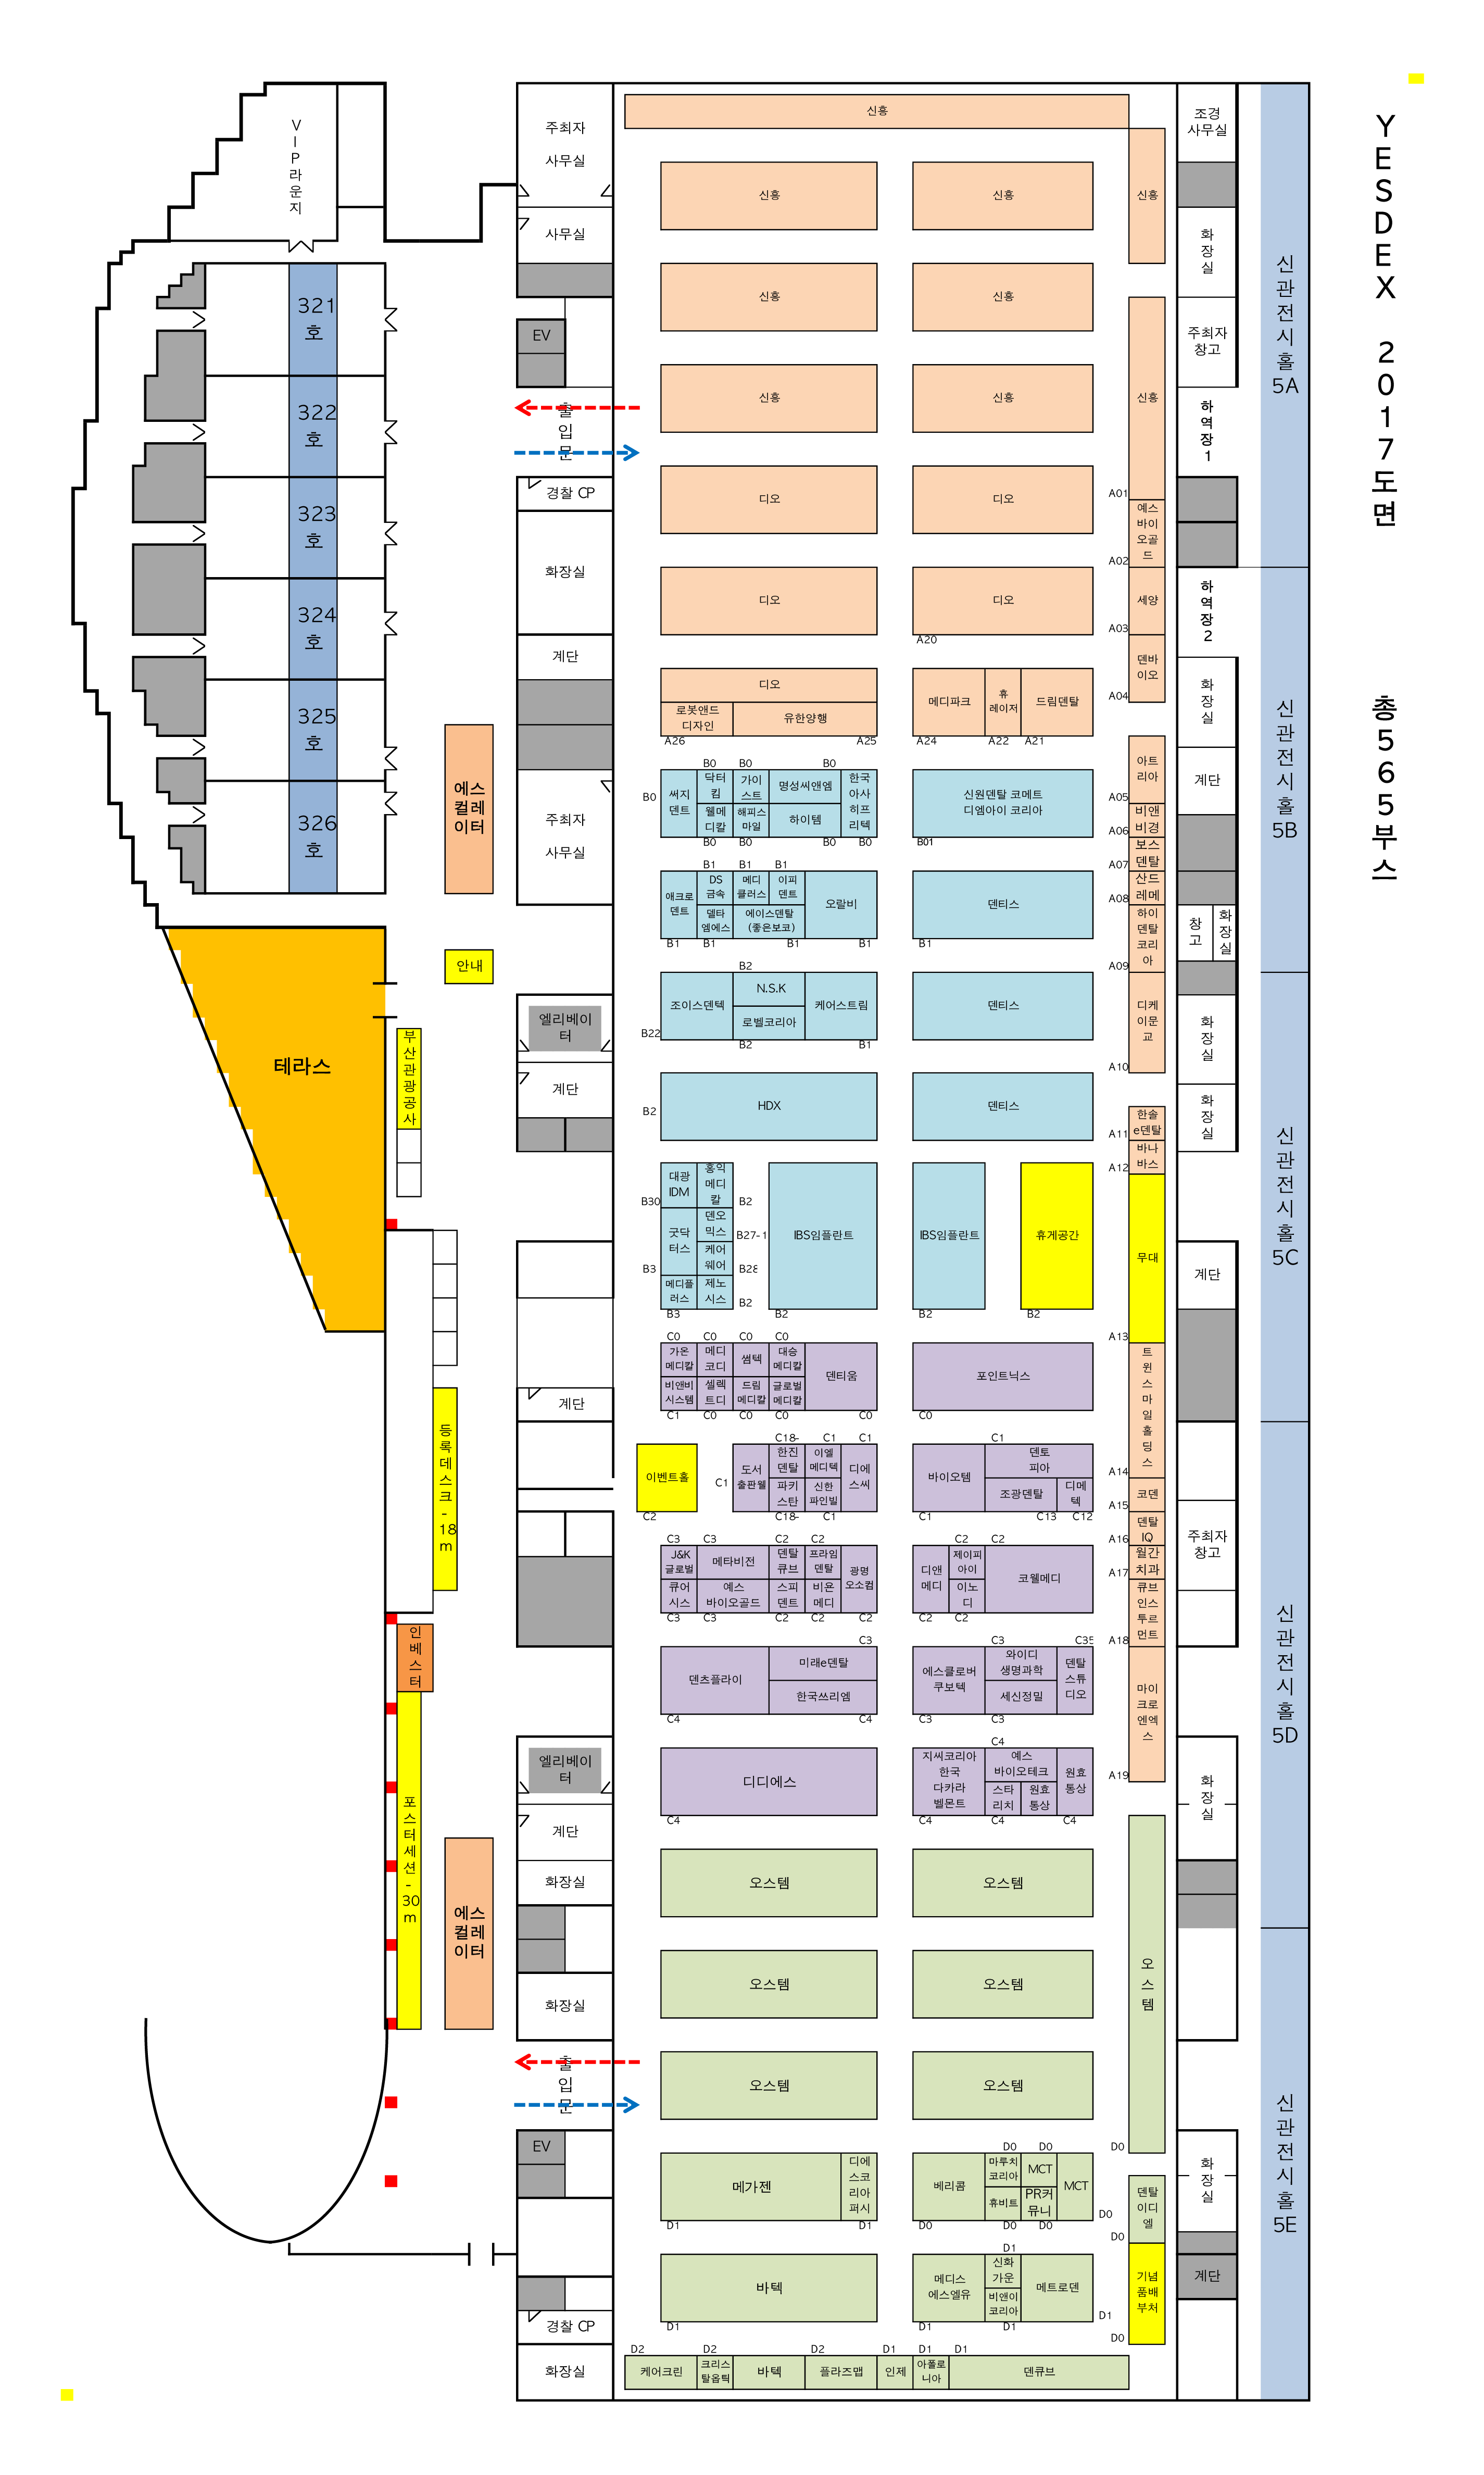 YESDEX 2017도면
총565부스
VIP라운지
321
호
322
호
323
호
324
호
325
호
326
호
에스
컬레
이터
안내
테라스
부산관광공사
등록데스크-18m
인베스터
포스터세션-30m
에스
컬레
이터
주최자
사무실
사무실
EV
출입문
경찰 CP
화장실
계단
주최자
사무실
엘리베이
터
계단
계단
엘리베이
터
계단
화장실
화장실
출입문
EV
경찰 CP
화장실
신흥
신흥
신흥
신흥
신흥
신흥
신흥
신흥
신흥
디오
디오
디오
디오
A20
디오
로봇앤드
디자인
유한양행
A26
A25
메디파크
휴
레이저
드림덴탈
A24
A22
A21
B0
B0
B0
B0
써지
덴트
닥터
킴
가이
스트
명성씨앤엠
한국
아사
히프
리텍
웰메
디칼
해피스
마일
하이템
B0
B0
B0
B0
신원덴탈 코메트
디엠아이 코리아
B01
B1
B1
B1
애크로
덴트
DS
금속
메디
클러스
이피
덴트
오랄비
델타
엠에스
에이스덴탈
(좋은보코)
B1
B1
B1
B1
덴티스
B1
B2
조이스덴텍
N.S.K
로벨코리아
케어스트림
B22
B2
B1
덴티스
HDX
B2
덴티스
대광
IDM
홍익
메디
칼
B30
B2
굿닥
터스
덴오
믹스
B27-1
케어
웨어
B3
B28
메디플
러스
제노
시스
B2
B3
IBS임플란트
B2
IBS임플란트
B2
휴게공간
B2
C0
C0
C0
C0
가온
메디칼
메디
코디
썸텍
대승
메디칼
덴티움
비앤비
시스템
셀렉
트디
드림
메디칼
글로벌
메디칼
C1
C0
C0
C0
C0
포인트닉스
C0
이벤트홀
C2
C18-
C1
C1
C1
도서
출판웰
한진
덴탈
이엘
메디텍
디에
스씨
파키
스탄
신한
파인빌
C18-
C1
C1
바이오템
덴토
피아
조광덴탈
디메
텍
C1
C13
C12
C3
C3
C2
C2
J&K
글로벌
메타비전
덴탈
큐브
프라임
덴탈
광명
오소컴
큐어
시스
예스
바이오골드
스피
덴트
비욘
메디
C3
C3
C2
C2
C2
C2
C2
디앤
메디
제이피
아이
이노
디
코웰메디
C2
C2
C3
덴츠플라이
미래e덴탈
한국쓰리엠
C4
C4
C3
C35
에스클로버
쿠보텍
와이디
생명과학
세신정밀
덴탈
스튜
디오
C3
C3
디디에스
C4
C4
지씨코리아
한국
다카라
벨몬트
예스
바이오테크
스타
리치
원효
통상
원효
통상
C4
C4
C4
오스템
오스템
오스템
오스템
오스템
오스템
메가젠
디에
스코
리아
퍼시
D1
D1
D0
D0
베리콤
마루치
코리아
MCT
휴비트
PR커
뮤니
MCT
D0
D0
D0
D0
바텍
D1
D1
메디스
에스엘유
신화
가운
비앤이
코리아
메트로덴
D1
D1
D1
D2
D2
D2
D1
D1
D1
케어크린
크리스
탈옵틱
바텍
플라즈맵
인제
아폴로
니아
덴큐브
신흥
신흥
A01
예스
바이
오골
드
A02
세양
A03
덴바
이오
A04
아트
리아
A05
비앤
비경
A06
보스
덴탈
A07
산드
레메
A08
하이
덴탈
코리
아
A09
디케
이문
교
A10
한솔
e덴탈
A11
바나
바스
A12
무대
A13
트윈스마일홀딩스
A14
코덴
A15
덴탈
IQ
A16
월간
치과
A17
큐브
인스
투르
먼트
A18
마이
크로
엔엑
스
A19
오스템
D0
덴탈
이디
엘
D0
기념
품배
부처
D0
조경
사무실
화장실
주최자
창고
하역장1
하역장2
화장실
계단
창고
화장실
화장실
화장실
계단
주최자
창고
화장실
화장실
계단
신관전시홀5A
신관전시홀5B
신관전시홀5C
신관전시홀5D
신관전시홀5E